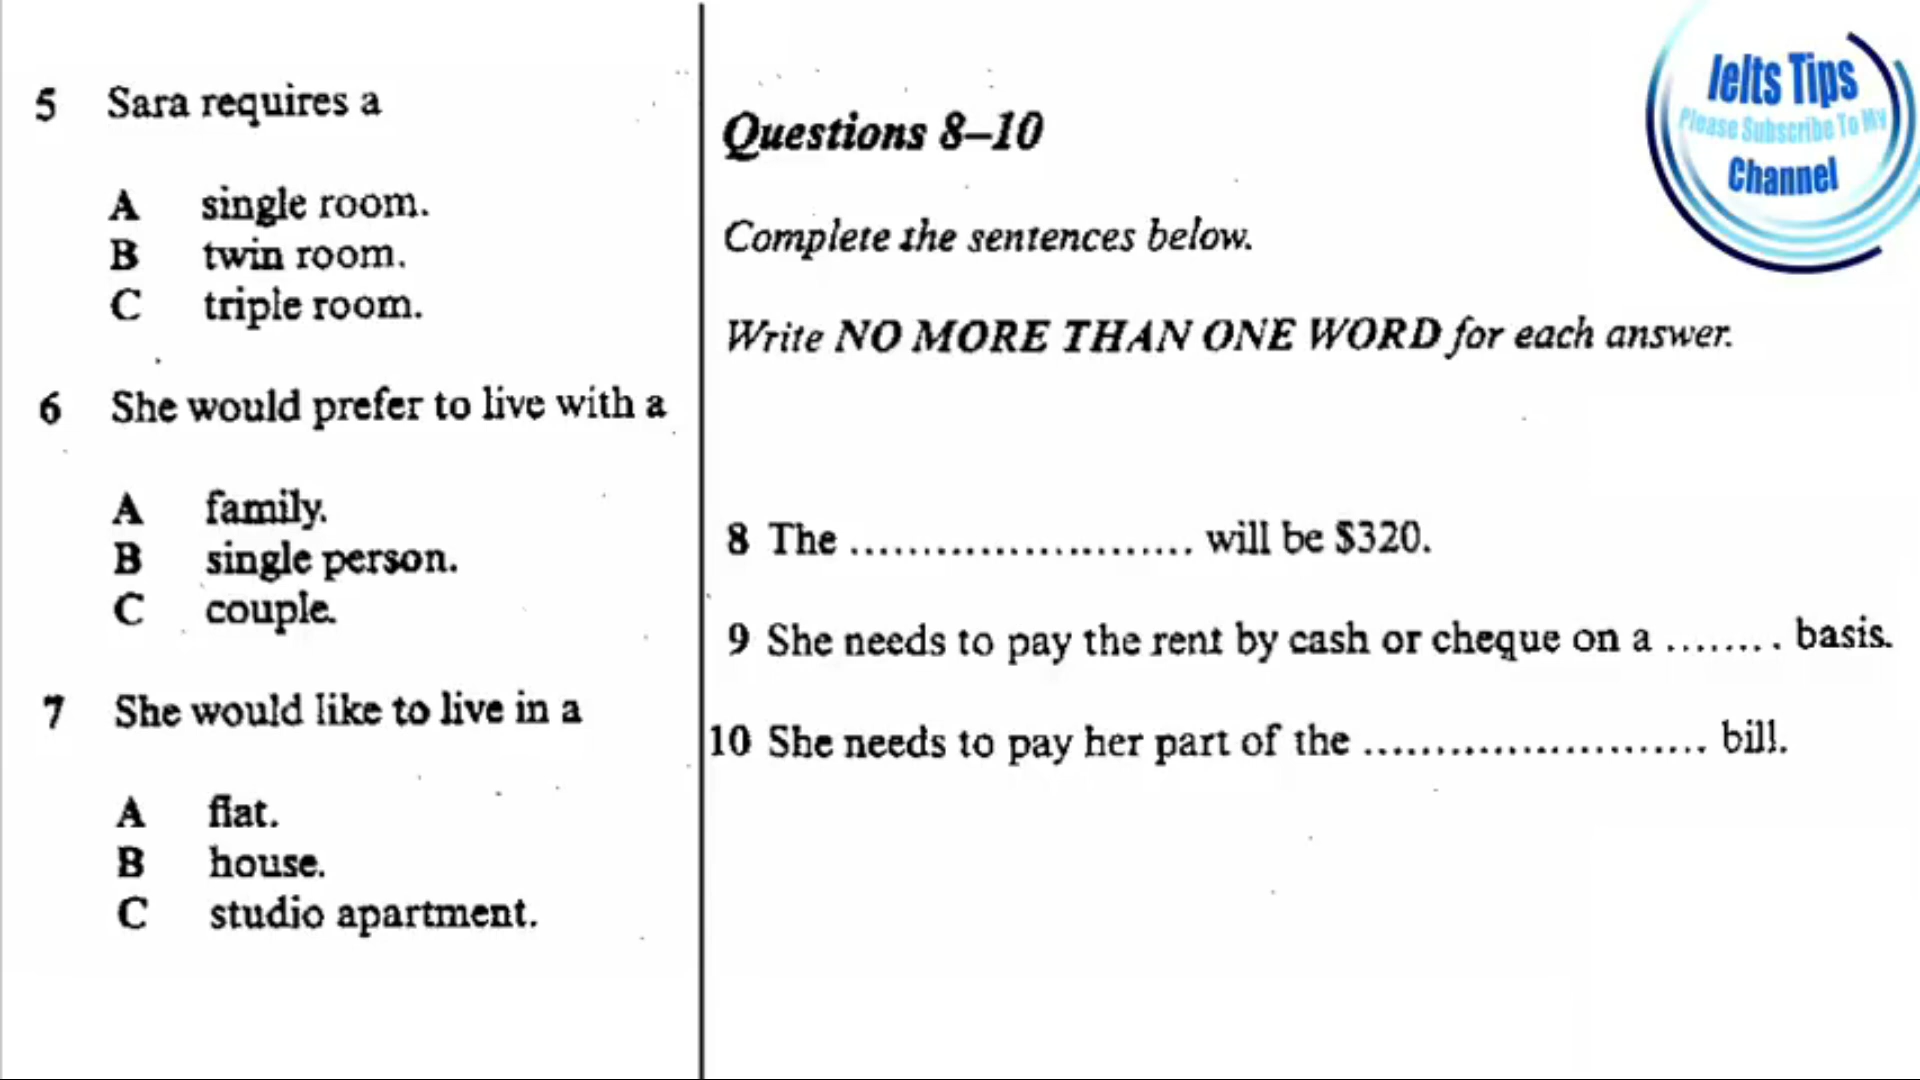 5 Sara requires a
A single room.
B twin room.
C triple room.
6 She would prefer to live with a
A family.
B single person.
C couple.
7 She would like to live in a
A flat.
B house.
C studio apartment.
Questions 8–10
Complete the sentences below.
Write NO MORE THAN ONE WORD for each answer.
8 The ........................ will be $320.
9 She needs to pay the rent by cash or cheque on a ........ basis.
10 She needs to pay her part of the ........................ bill.
Ielts Tips
Please Subscribe To My
Channel